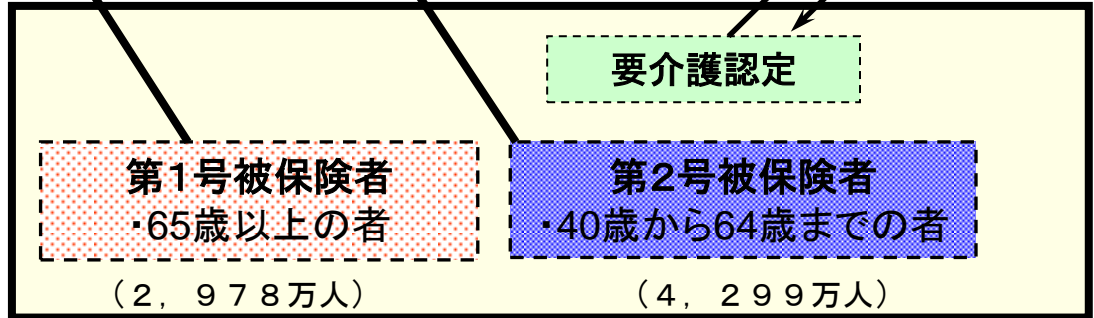 要介護認定
第1号被保険者
・65歳以上の者
第2号被保険者
・40歳から64歳までの者
（２，９７８万人）
（４，２９９万人）